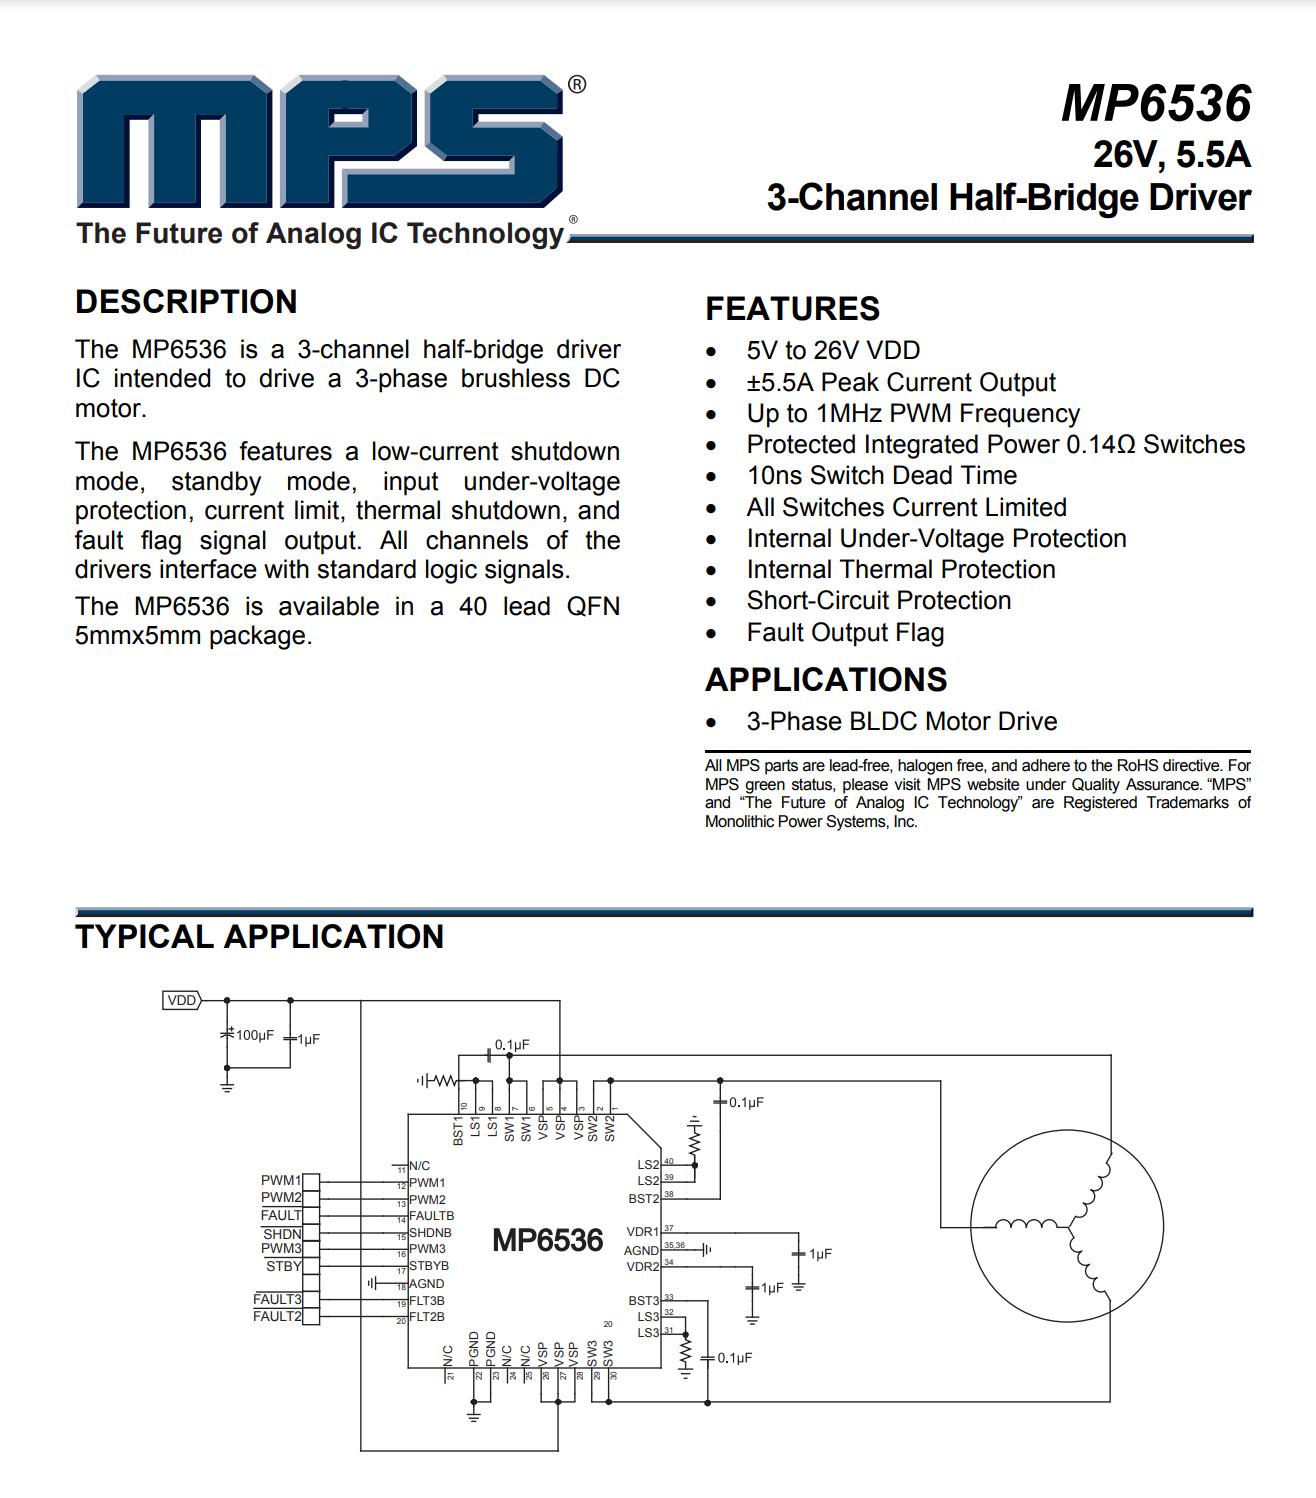 MPS®
The Future of Analog IC Technology®
MP6536
26V, 5.5A
3-Channel Half-Bridge Driver
DESCRIPTION
The MP6536 is a 3-channel half-bridge driver
IC intended to drive a 3-phase brushless DC
motor.
The MP6536 features a low-current shutdown
mode, standby mode, input under-voltage
protection, current limit, thermal shutdown, and
fault flag signal output. All channels of the
drivers interface with standard logic signals.
The MP6536 is available in a 40 lead QFN
5mmx5mm package.
FEATURES
• 5V to 26V VDD
• ±5.5A Peak Current Output
• Up to 1MHz PWM Frequency
• Protected Integrated Power 0.14Ω Switches
• 10ns Switch Dead Time
• All Switches Current Limited
• Internal Under-Voltage Protection
• Internal Thermal Protection
• Short-Circuit Protection
• Fault Output Flag
APPLICATIONS
• 3-Phase BLDC Motor Drive
All MPS parts are lead-free, halogen free, and adhere to the RoHS directive. For
MPS green status, please visit MPS website under Quality Assurance. “MPS”
and “The Future of Analog IC Technology” are Registered Trademarks of
Monolithic Power Systems, Inc.
TYPICAL APPLICATION
VDD
+
100µF
1µF
0.1µF
10 9 8 7 6 5 4 3 2 1
BST1 LS1 LS1 SW1 SW1 VSP VSP VSP SW2 SW2
0.1µF
11 N/C
PWM1 12 PWM1
PWM2 13 PWM2
FAULT 14 FAULTB
SHDN 15 SHDNB
PWM3 16 PWM3
STBY 17 STBYB
18 AGND
FAULT3 19 FLT3B
FAULT2 20 FLT2B
MP6536
LS2 40
LS2 39
BST2 38
VDR1 37
AGND 35,36
VDR2 34
BST3 33
LS3 32
LS3 31
1µF
1µF
0.1µF
20
N/C PGND PGND N/C N/C VSP VSP VSP SW3 SW3
21 22 23 24 25 26 27 28 29 30